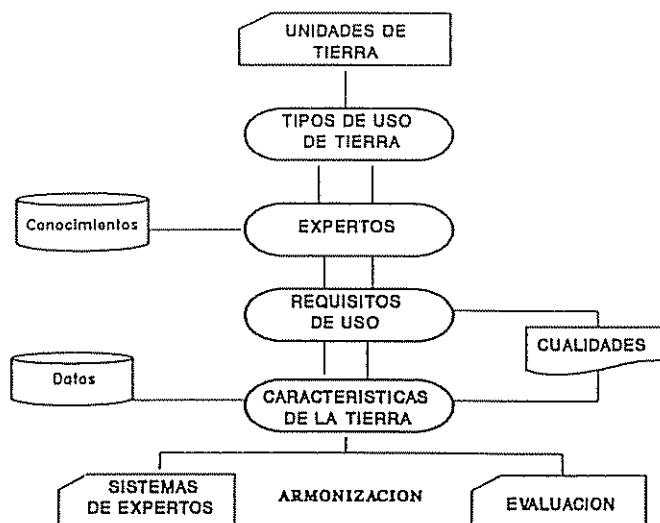 UNIDADES DE
TIERRA
TIPOS DE USO
DE TIERRA
Conocimientos
EXPERTOS
REQUISITOS
DE USO
CUALIDADES
Datos
CARACTERISTICAS
DE LA TIERRA
SISTEMAS
DE EXPERTOS
ARMONIZACION
EVALUACION